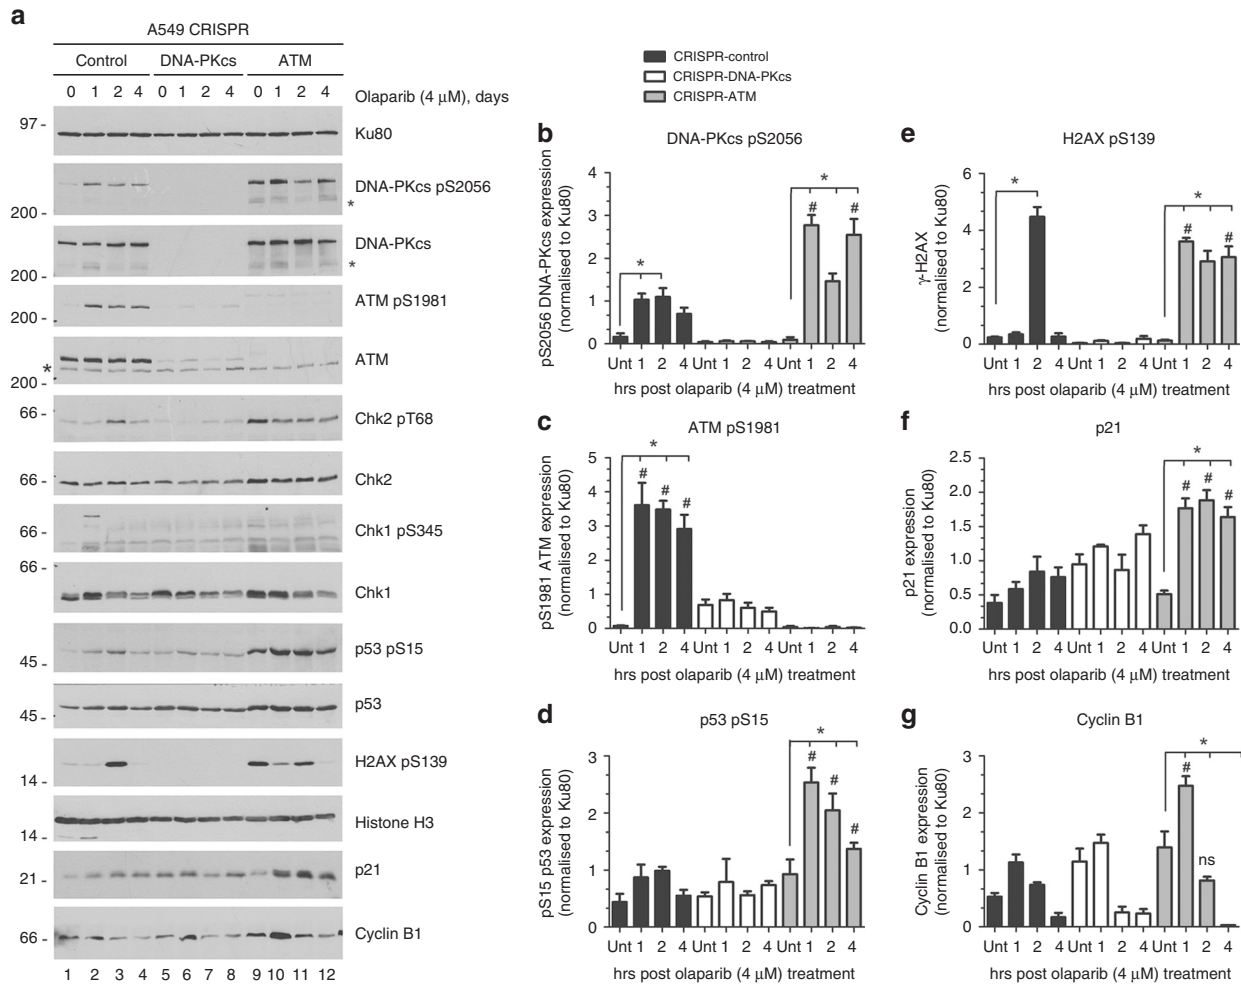 a
A549 CRISPR
Control DNA-PKcs ATM
0 1 2 4 0 1 2 4 0 1 2 4 Olaparib (4 μM), days
97 - Ku80
DNA-PKcs pS2056
200 - *
DNA-PKcs
200 - *
ATM pS1981
200 -
ATM
*
200 -
66 - Chk2 pT68
66 - Chk2
66 - Chk1 pS345
66 -
Chk1
p53 pS15
45 -
p53
45 -
H2AX pS139
14 -
Histone H3
14 -
p21
21 -
Cyclin B1
66 -
1 2 3 4 5 6 7 8 9 10 11 12
CRISPR-control
CRISPR-DNA-PKcs
CRISPR-ATM
b
DNA-PKcs pS2056
pS2056 DNA-PKcs expression
(normalised to Ku80)
4
3
2
1
0
* * # #
Unt 1 2 4 Unt 1 2 4 Unt 1 2 4
hrs post olaparib (4 μM) treatment
c
ATM pS1981
pS1981 ATM expression
(normalised to Ku80)
5
4
3
2
1
0
* # # #
Unt 1 2 4 Unt 1 2 4 Unt 1 2 4
hrs post olaparib (4 μM) treatment
d
p53 pS15
pS15 p53 expression
(normalised to Ku80)
3
2
1
0
* # # #
Unt 1 2 4 Unt 1 2 4 Unt 1 2 4
hrs post olaparib (4 μM) treatment
e
H2AX pS139
γ-H2AX
(normalised to Ku80)
6
4
2
0
* * # #
Unt 1 2 4 Unt 1 2 4 Unt 1 2 4
hrs post olaparib (4 μM) treatment
f
p21
p21 expression
(normalised to Ku80)
2.5
2.0
1.5
1.0
0.5
0.0
* # # #
Unt 1 2 4 Unt 1 2 4 Unt 1 2 4
hrs post olaparib (4 μM) treatment
g
Cyclin B1
Cyclin B1 expression
(normalised to Ku80)
3
2
1
0
* # ns
Unt 1 2 4 Unt 1 2 4 Unt 1 2 4
hrs post olaparib (4 μM) treatment